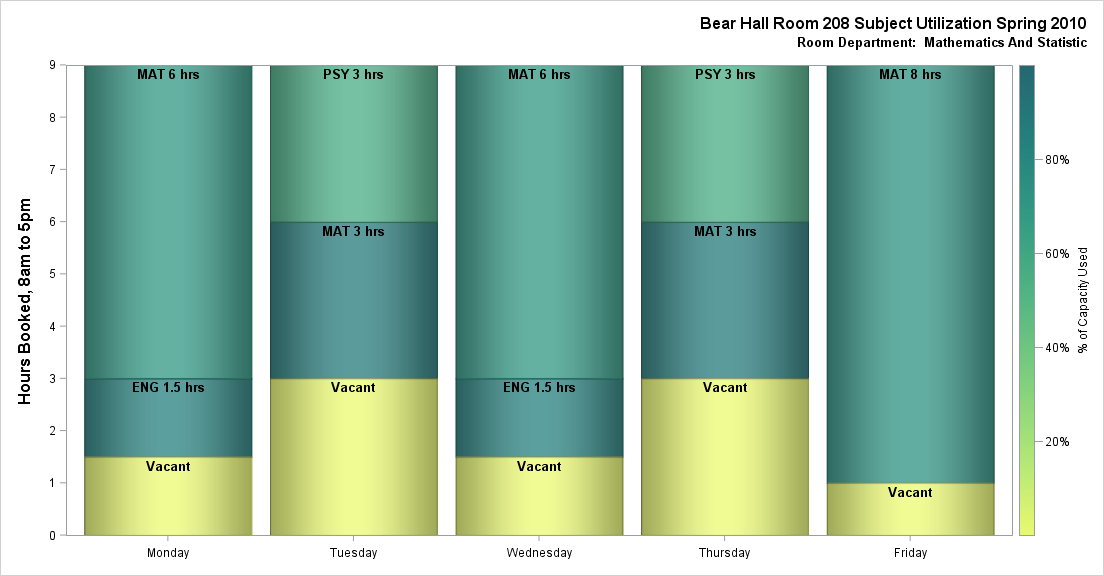 Bear Hall Room 208 Subject Utilization Spring 2010
Room Department:  Mathematics And Statistic
Hours Booked, 8am to 5pm
9
8
7
6
5
4
3
2
1
0
MAT 6 hrs
ENG 1.5 hrs
Vacant
PSY 3 hrs
MAT 3 hrs
Vacant
MAT 6 hrs
ENG 1.5 hrs
Vacant
PSY 3 hrs
MAT 3 hrs
Vacant
MAT 8 hrs
Vacant
Monday
Tuesday
Wednesday
Thursday
Friday
80%
60%
40%
20%
% of Capacity Used